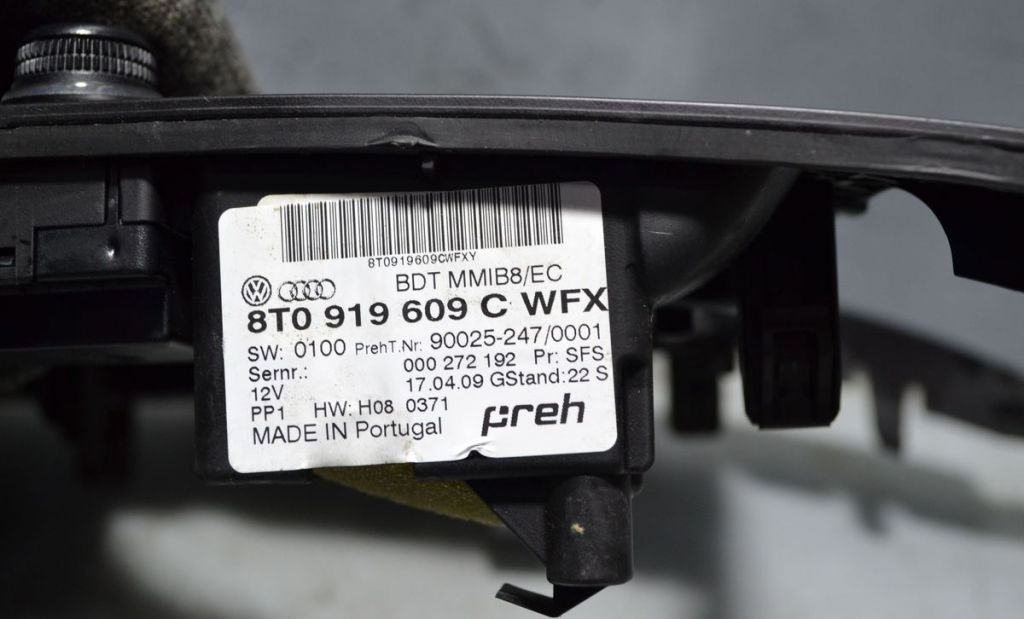 8T0919609CWFXY
BDT MMIB8/EC
8T0 919 609 C WFX
SW: 0100 PrehT.Nr: 90025-247/0001
Sernr.: 000 272 192 Pr: SFS
12V 17.04.09 GStand: 22 S
PP1 HW: H08 0371
MADE IN Portugal preh